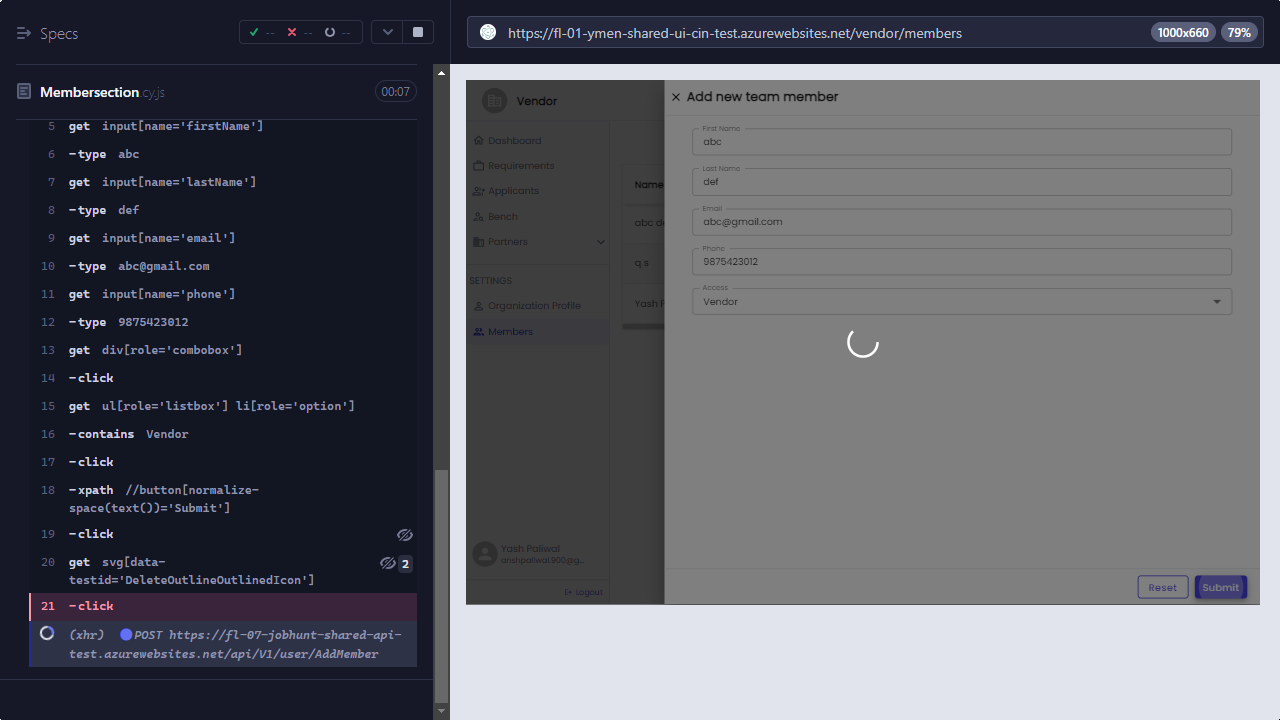 Specs
-- -- --
Membersection.cy.js
00:07
5 get input[name='firstName']
6 -type abc
7 get input[name='lastName']
8 -type def
9 get input[name='email']
10 -type abc@gmail.com
11 get input[name='phone']
12 -type 9875423012
13 get div[role='combobox']
14 -click
15 get ul[role='listbox'] li[role='option']
16 -contains Vendor
17 -click
18 -xpath //button[normalize-
space(text())='Submit']
19 -click
20 get svg[data-
testid='DeleteOutlineOutlinedIcon']
2
21 -click
(xhr) POST https://fl-07-jobhunt-shared-api-
test.azurewebsites.net/api/V1/user/AddMember
https://fl-01-ymen-shared-ui-cin-test.azurewebsites.net/vendor/members
1000x660
79%
Vendor
Dashboard
Requirements
Applicants
Bench
Partners
SETTINGS
Organization Profile
Members
Yash Paliwal
Logout
Name
abc de
q s
Yash P
Add new team member
First Name
abc
Last Name
def
Email
abc@gmail.com
Phone
9875423012
Access
Vendor
Reset
Submit